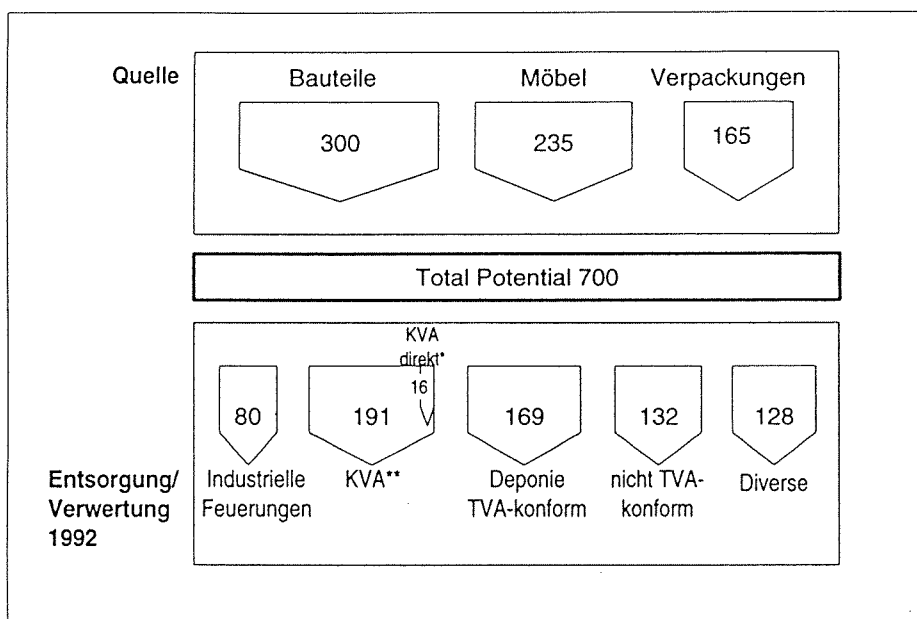 Quelle
Bauteile
Möbel
Verpackungen
300
235
165
Total Potential 700
KVA
direkt*
16
80
191
169
132
128
Entsorgung/
Verwertung
1992
Industrielle
Feuerungen
KVA**
Deponie
TVA-konform
nicht TVA-
konform
Diverse